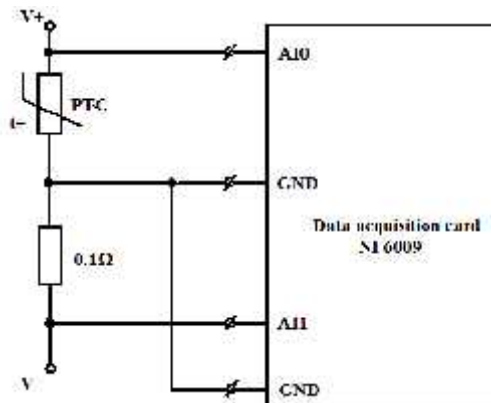 V+
AI0
PTC
t-
GND
Data acquisition card
NI 6009
0.1Ω
AI1
V
GND